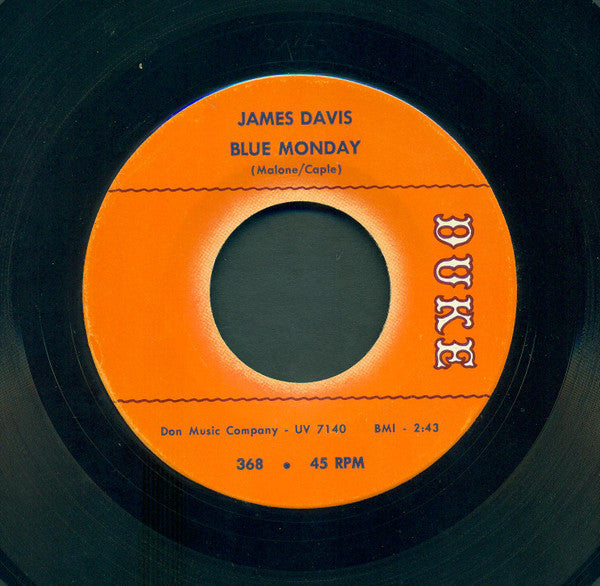 JAMES DAVIS
BLUE MONDAY
(Malone/Caple)
DUKE
Don Music Company - UV 7140 BMI - 2:43
368 • 45 RPM